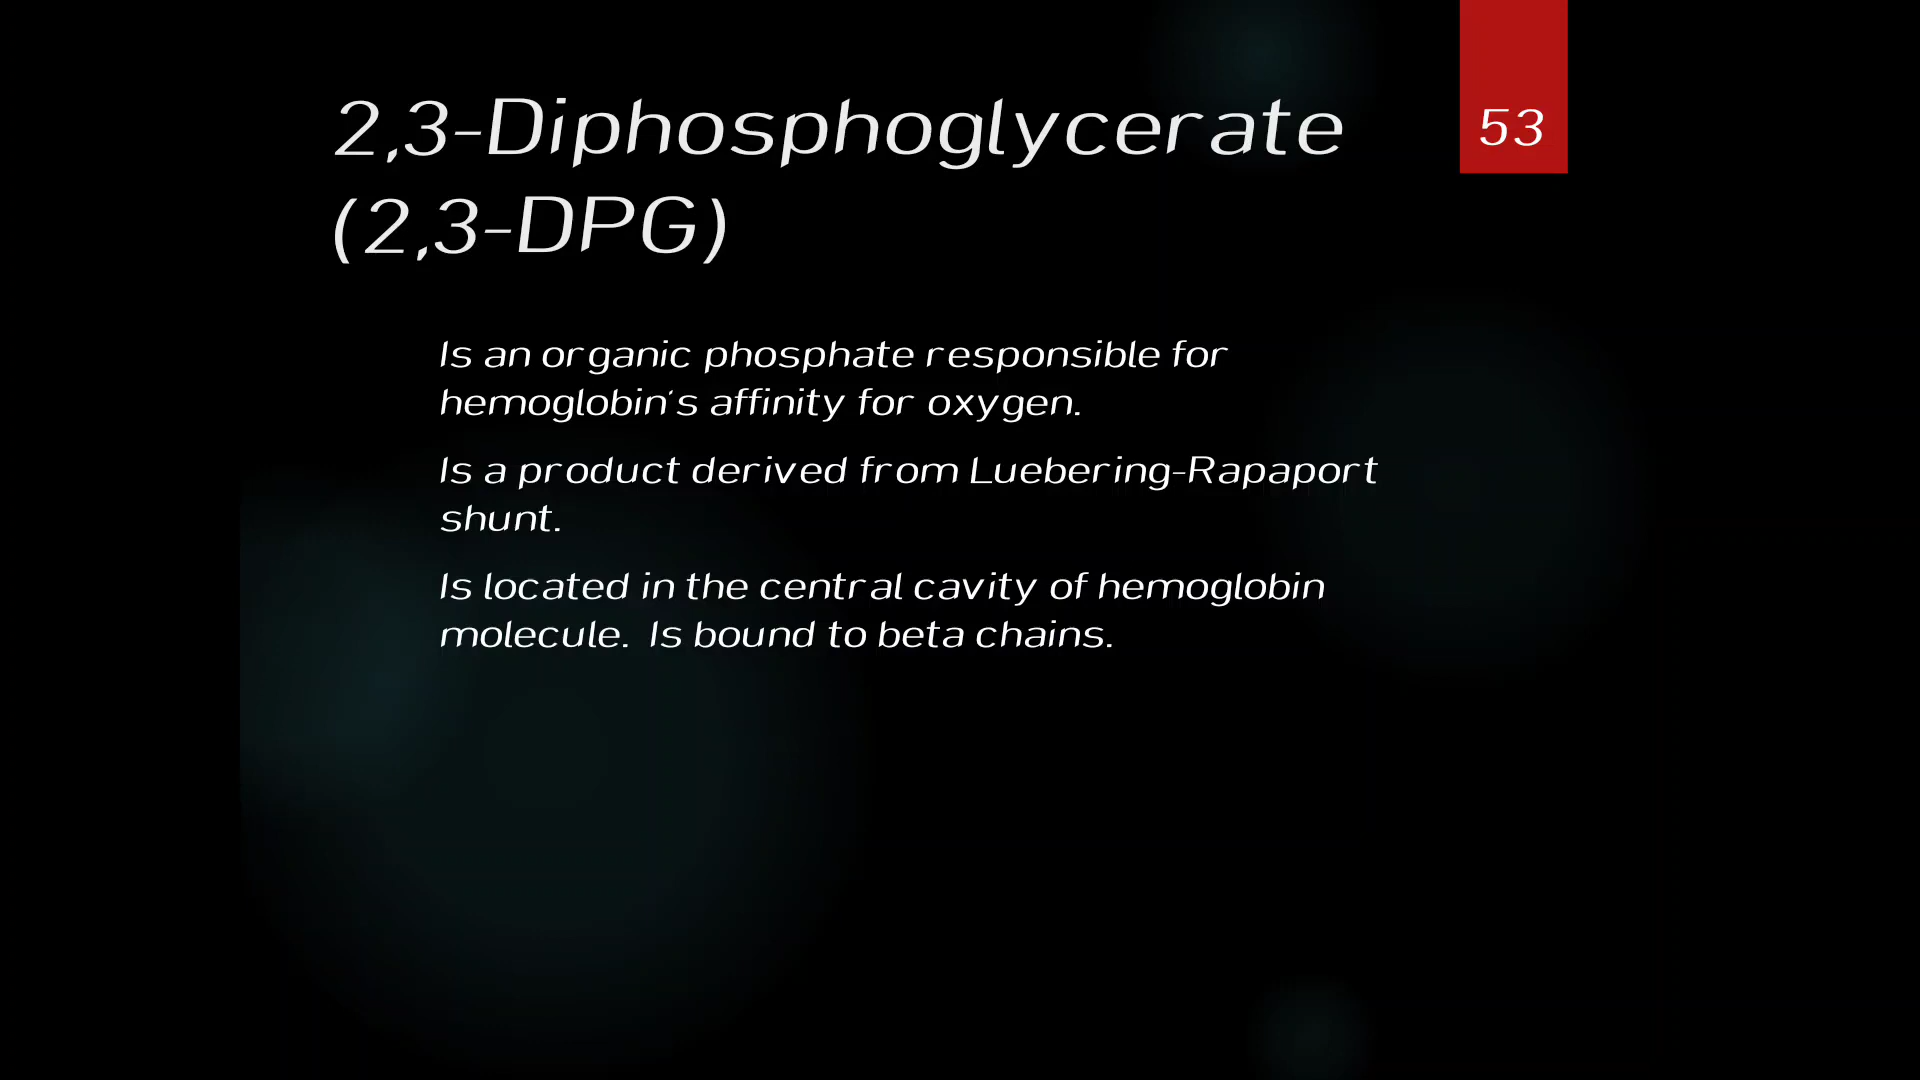 2,3-Diphosphoglycerate
(2,3-DPG)
53
Is an organic phosphate responsible for
hemoglobin's affinity for oxygen.
Is a product derived from Luebering-Rapaport
shunt.
Is located in the central cavity of hemoglobin
molecule.  Is bound to beta chains.